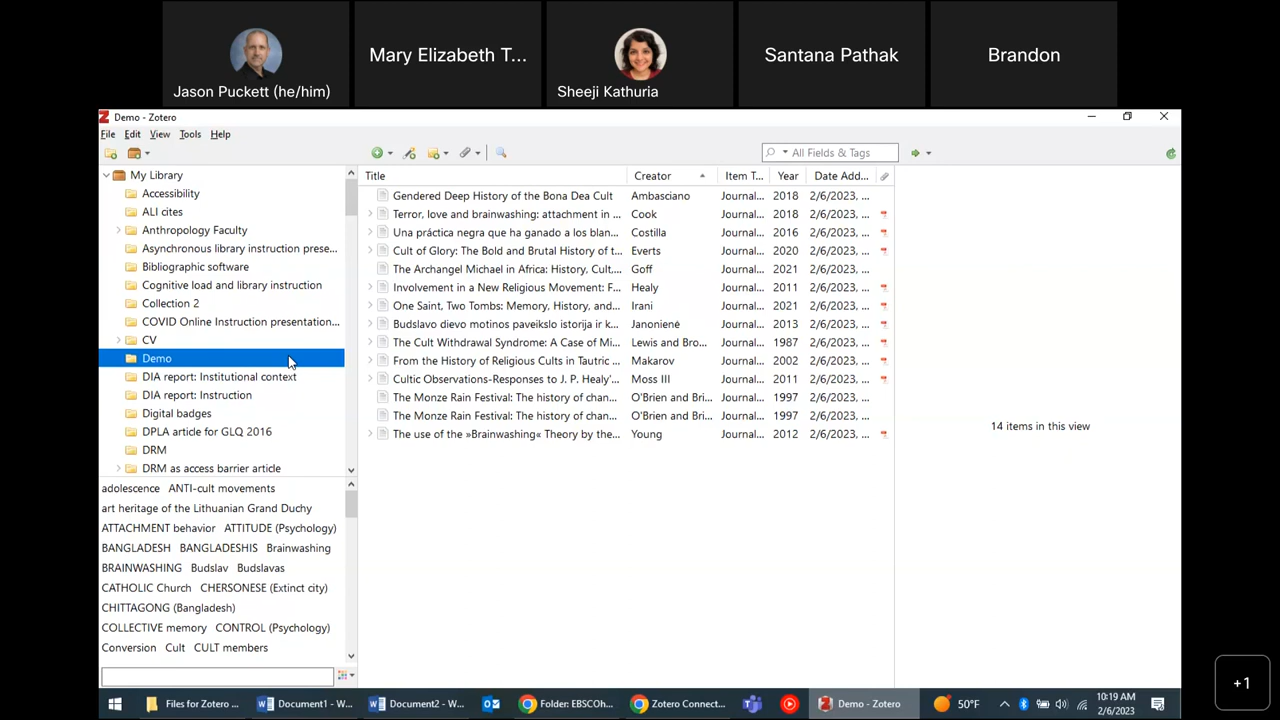 Jason Puckett (he/him)
Mary Elizabeth T...
Sheeji Kathuria
Santana Pathak
Brandon
Demo - Zotero
File Edit View Tools Help
All Fields & Tags
My Library
Accessibility
ALI cites
Anthropology Faculty
Asynchronous library instruction prese...
Bibliographic software
Cognitive load and library instruction
Collection 2
COVID Online Instruction presentation...
CV
Demo
DIA report: Institutional context
DIA report: Instruction
Digital badges
DPLA article for GLQ 2016
DRM
DRM as access barrier article
adolescence ANTI-cult movements
art heritage of the Lithuanian Grand Duchy
ATTACHMENT behavior ATTITUDE (Psychology)
BANGLADESH BANGLADESHIS Brainwashing
BRAINWASHING Budslav Budslavas
CATHOLIC Church CHERSONESE (Extinct city)
CHITTAGONG (Bangladesh)
COLLECTIVE memory CONTROL (Psychology)
Conversion Cult CULT members
Title Creator Item T... Year Date Add...
Gendered Deep History of the Bona Dea Cult Ambasciano Journal... 2018 2/6/2023, ...
Terror, love and brainwashing: attachment in ... Cook Journal... 2018 2/6/2023, ...
Una práctica negra que ha ganado a los blan... Costilla Journal... 2016 2/6/2023, ...
Cult of Glory: The Bold and Brutal History of t... Everts Journal... 2020 2/6/2023, ...
The Archangel Michael in Africa: History, Cult,... Goff Journal... 2021 2/6/2023, ...
Involvement in a New Religious Movement: F... Healy Journal... 2011 2/6/2023, ...
One Saint, Two Tombs: Memory, History, and... Irani Journal... 2021 2/6/2023, ...
Budslavo dievo motinos paveikslo istorija ir k... Janonienė Journal... 2013 2/6/2023, ...
The Cult Withdrawal Syndrome: A Case of Mi... Lewis and Bro... Journal... 1987 2/6/2023, ...
From the History of Religious Cults in Tautric ... Makarov Journal... 2002 2/6/2023, ...
Cultic Observations-Responses to J. P. Healy'... Moss III Journal... 2011 2/6/2023, ...
The Monze Rain Festival: The history of chan... O'Brien and Bri... Journal... 1997 2/6/2023, ...
The Monze Rain Festival: The history of chan... O'Brien and Bri... Journal... 1997 2/6/2023, ...
The use of the »Brainwashing« Theory by the... Young Journal... 2012 2/6/2023, ...
14 items in this view
+1
Files for Zotero ... Document1 - W... Document2 - W... Folder: EBSCOh... Zotero Connect... Demo - Zotero 50°F
10:19 AM
2/6/2023